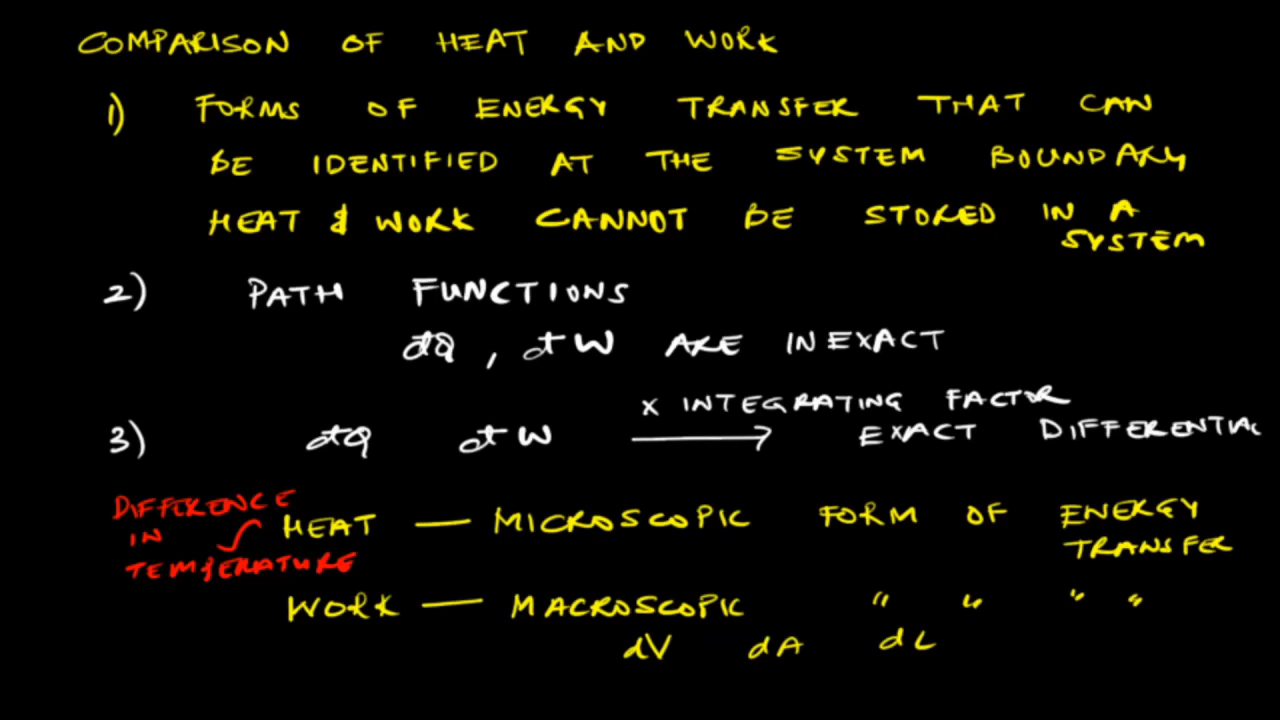 COMPARISON OF HEAT AND WORK
1) FORMS OF ENERGY TRANSFER THAT CAN
BE IDENTIFIED AT THE SYSTEM BOUNDARY
HEAT & WORK CANNOT BE STORED IN A
SYSTEM
2) PATH FUNCTIONS
đQ, đW ARE INEXACT
X INTEGRATING FACTOR
3) đQ đW → EXACT DIFFERENTIAL
DIFFERENCE
IN
TEMPERATURE
HEAT — MICROSCOPIC FORM OF ENERGY
TRANSFER
WORK — MACROSCOPIC " " " "
dV dA dL